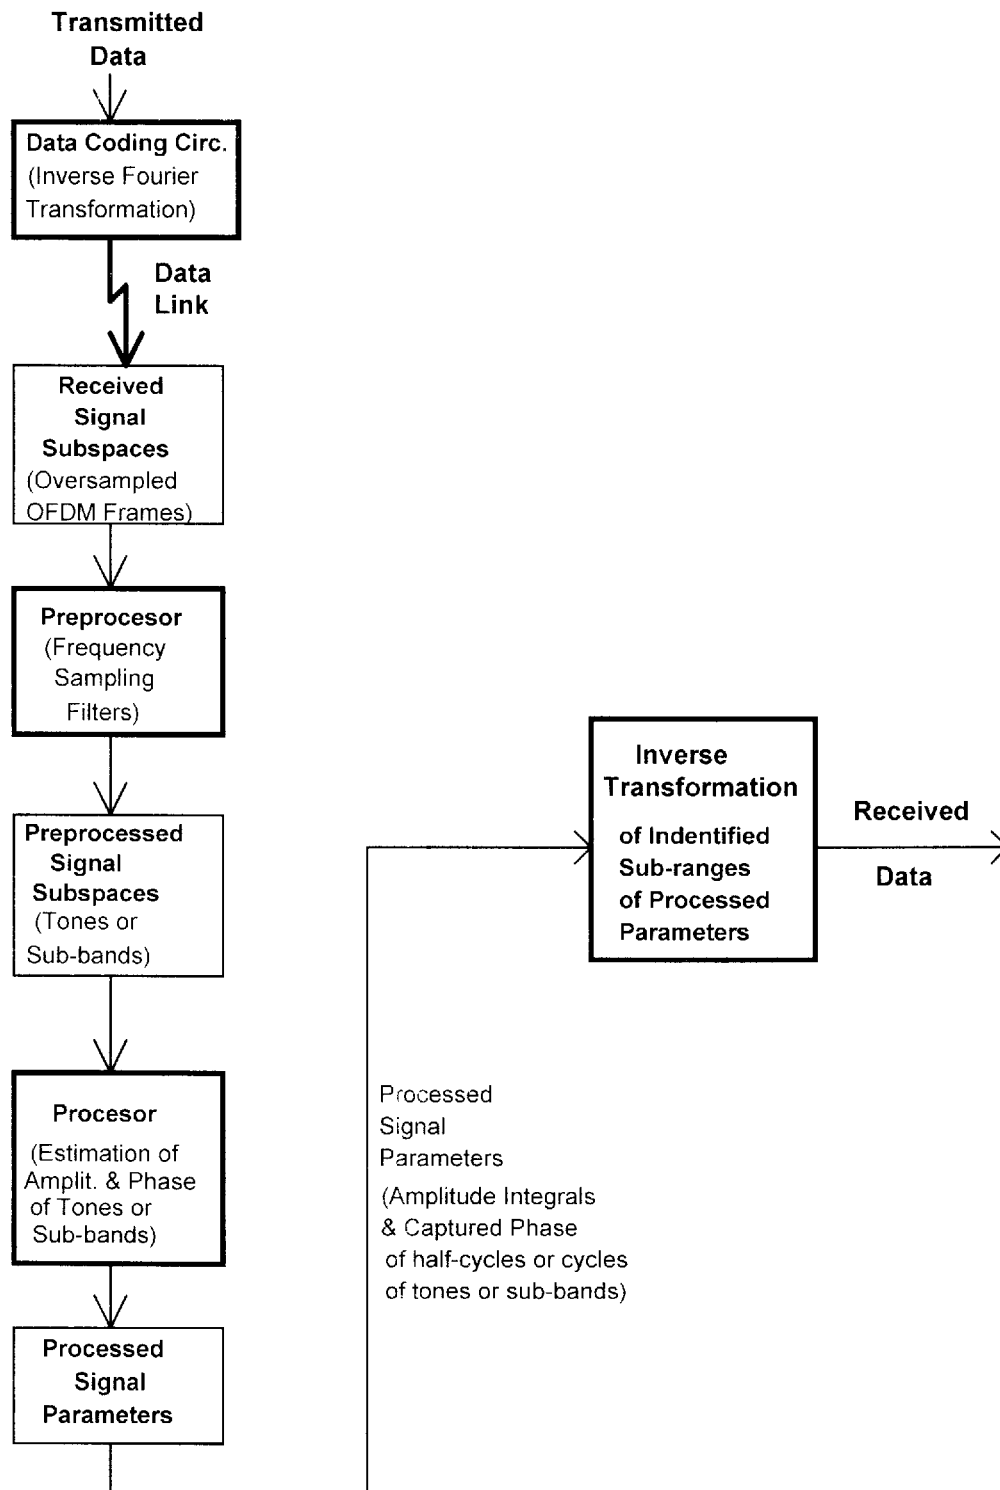 Transmitted
Data
Data Coding Circ.
(Inverse Fourier
Transformation)
Data
Link
Received
Signal
Subspaces
(Oversampled
OFDM Frames)
Preprocesor
(Frequency
Sampling
Filters)
Preprocessed
Signal
Subspaces
(Tones or
Sub-bands)
Procesor
(Estimation of
Amplit. & Phase
of Tones or
Sub-bands)
Processed
Signal
Parameters
Processed
Signal
Parameters
(Amplitude Integrals
& Captured Phase
of half-cycles or cycles
of tones or sub-bands)
Inverse
Transformation
of Indentified
Sub-ranges
of Processed
Parameters
Received
Data